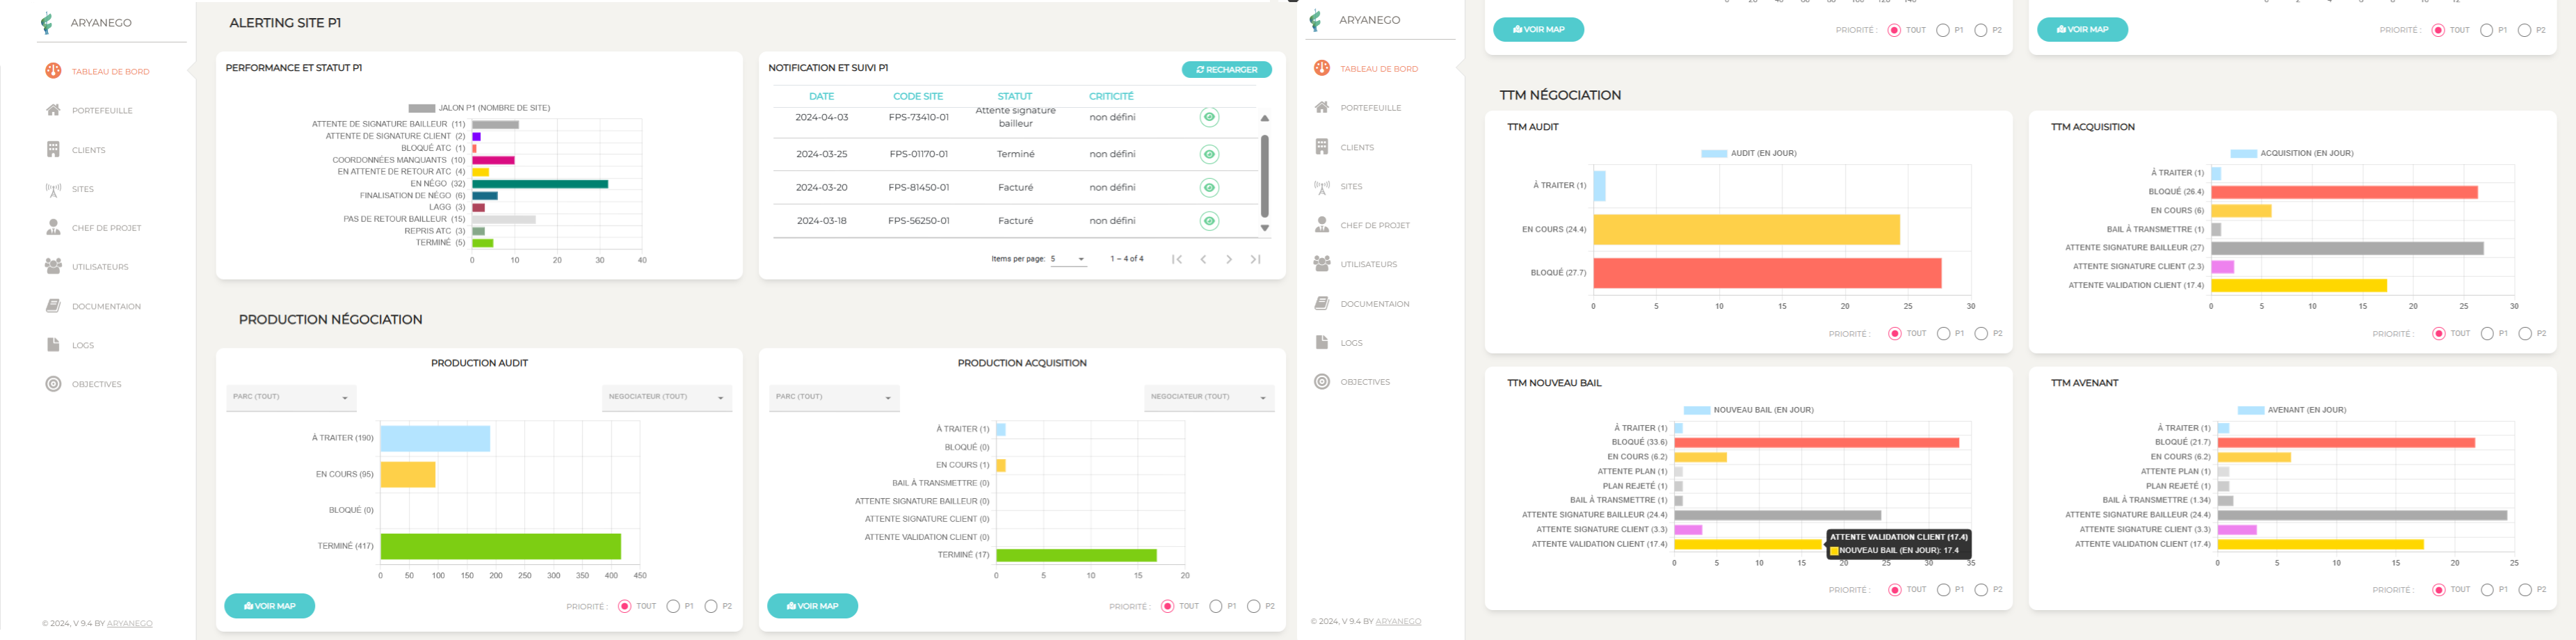 ARYANEGO
TABLEAU DE BORD
PORTEFEUILLE
CLIENTS
SITES
CHEF DE PROJET
UTILISATEURS
DOCUMENTAION
LOGS
OBJECTIVES
© 2024, V 9.4 BY ARYANEGO
ALERTING SITE P1
PERFORMANCE ET STATUT P1
JALON P1 (NOMBRE DE SITE)
ATTENTE DE SIGNATURE BAILLEUR (11)
ATTENTE DE SIGNATURE CLIENT (2)
BLOQUÉ ATC (1)
COORDONNÉES MANQUANTS (10)
EN ATTENTE DE RETOUR ATC (4)
EN NÉGO (32)
FINALISATION DE NÉGO (6)
LAGG (3)
PAS DE RETOUR BAILLEUR (15)
REPRIS ATC (3)
TERMINÉ (5)
0 10 20 30 40
NOTIFICATION ET SUIVI P1
RECHARGER
DATE CODE SITE STATUT CRITICITÉ
2024-04-03 FPS-73410-01 Attente signature bailleur non défini
2024-03-25 FPS-01170-01 Terminé non défini
2024-03-20 FPS-81450-01 Facturé non défini
2024-03-18 FPS-56250-01 Facturé non défini
Items per page: 5 1 – 4 of 4
PRODUCTION NÉGOCIATION
PRODUCTION AUDIT
PARC (TOUT) NEGOCIATEUR (TOUT)
À TRAITER (190)
EN COURS (95)
BLOQUÉ (0)
TERMINÉ (417)
0 50 100 150 200 250 300 350 400 450
VOIR MAP PRIORITÉ : TOUT P1 P2
PRODUCTION ACQUISITION
PARC (TOUT) NEGOCIATEUR (TOUT)
À TRAITER (1)
BLOQUÉ (0)
EN COURS (1)
BAIL À TRANSMETTRE (0)
ATTENTE SIGNATURE BAILLEUR (0)
ATTENTE SIGNATURE CLIENT (0)
ATTENTE VALIDATION CLIENT (0)
TERMINÉ (17)
0 5 10 15 20
VOIR MAP PRIORITÉ : TOUT P1 P2
ARYANEGO
TABLEAU DE BORD
PORTEFEUILLE
CLIENTS
SITES
CHEF DE PROJET
UTILISATEURS
DOCUMENTAION
LOGS
OBJECTIVES
© 2024, V 9.4 BY ARYANEGO
VOIR MAP PRIORITÉ : TOUT P1 P2
VOIR MAP PRIORITÉ : TOUT P1 P2
TTM NÉGOCIATION
TTM AUDIT
AUDIT (EN JOUR)
À TRAITER (1)
EN COURS (24.4)
BLOQUÉ (27.7)
0 5 10 15 20 25 30
PRIORITÉ : TOUT P1 P2
TTM ACQUISITION
ACQUISITION (EN JOUR)
À TRAITER (1)
BLOQUÉ (26.4)
EN COURS (6)
BAIL À TRANSMETTRE (1)
ATTENTE SIGNATURE BAILLEUR (27)
ATTENTE SIGNATURE CLIENT (2.3)
ATTENTE VALIDATION CLIENT (17.4)
0 5 10 15 20 25 30
PRIORITÉ : TOUT P1 P2
TTM NOUVEAU BAIL
NOUVEAU BAIL (EN JOUR)
À TRAITER (1)
BLOQUÉ (33.6)
EN COURS (6.2)
ATTENTE PLAN (1)
PLAN REJETÉ (1)
BAIL À TRANSMETTRE (1)
ATTENTE SIGNATURE BAILLEUR (24.4)
ATTENTE SIGNATURE CLIENT (3.3)
ATTENTE VALIDATION CLIENT (17.4)
ATTENTE VALIDATION CLIENT (17.4)
NOUVEAU BAIL (EN JOUR): 17.4
0 5 10 15 20 25 30 35
PRIORITÉ : TOUT P1 P2
TTM AVENANT
AVENANT (EN JOUR)
À TRAITER (1)
BLOQUÉ (21.7)
EN COURS (6.2)
ATTENTE PLAN (1)
PLAN REJETÉ (1)
BAIL À TRANSMETTRE (1.34)
ATTENTE SIGNATURE BAILLEUR (24.4)
ATTENTE SIGNATURE CLIENT (3.3)
ATTENTE VALIDATION CLIENT (17.4)
0 5 10 15 20 25
PRIORITÉ : TOUT P1 P2